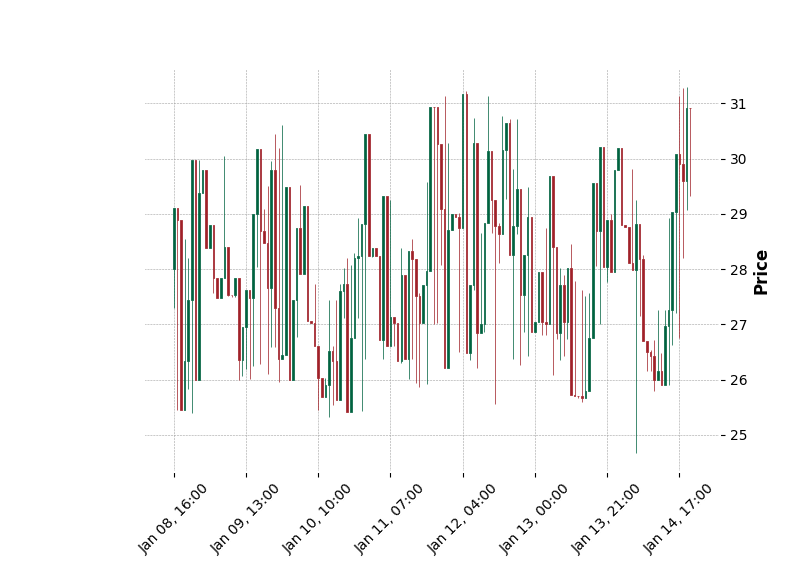 31
30
29
28
27
26
25
Price
Jan 08, 16:00
Jan 09, 13:00
Jan 10, 10:00
Jan 11, 07:00
Jan 12, 04:00
Jan 13, 00:00
Jan 13, 21:00
Jan 14, 17:00